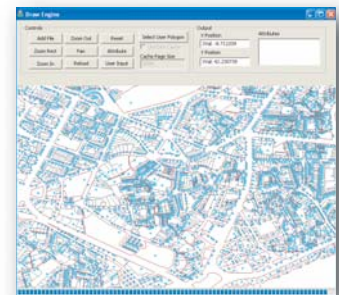 Draw Engine
Controls
Add File
Zoom Out
Reset
Select User Polygon
Zoom Rect
Pan
Attribute
Cache Page Size
Zoom In
Reload
User Input
Output
X Position
Y Position
Attributes